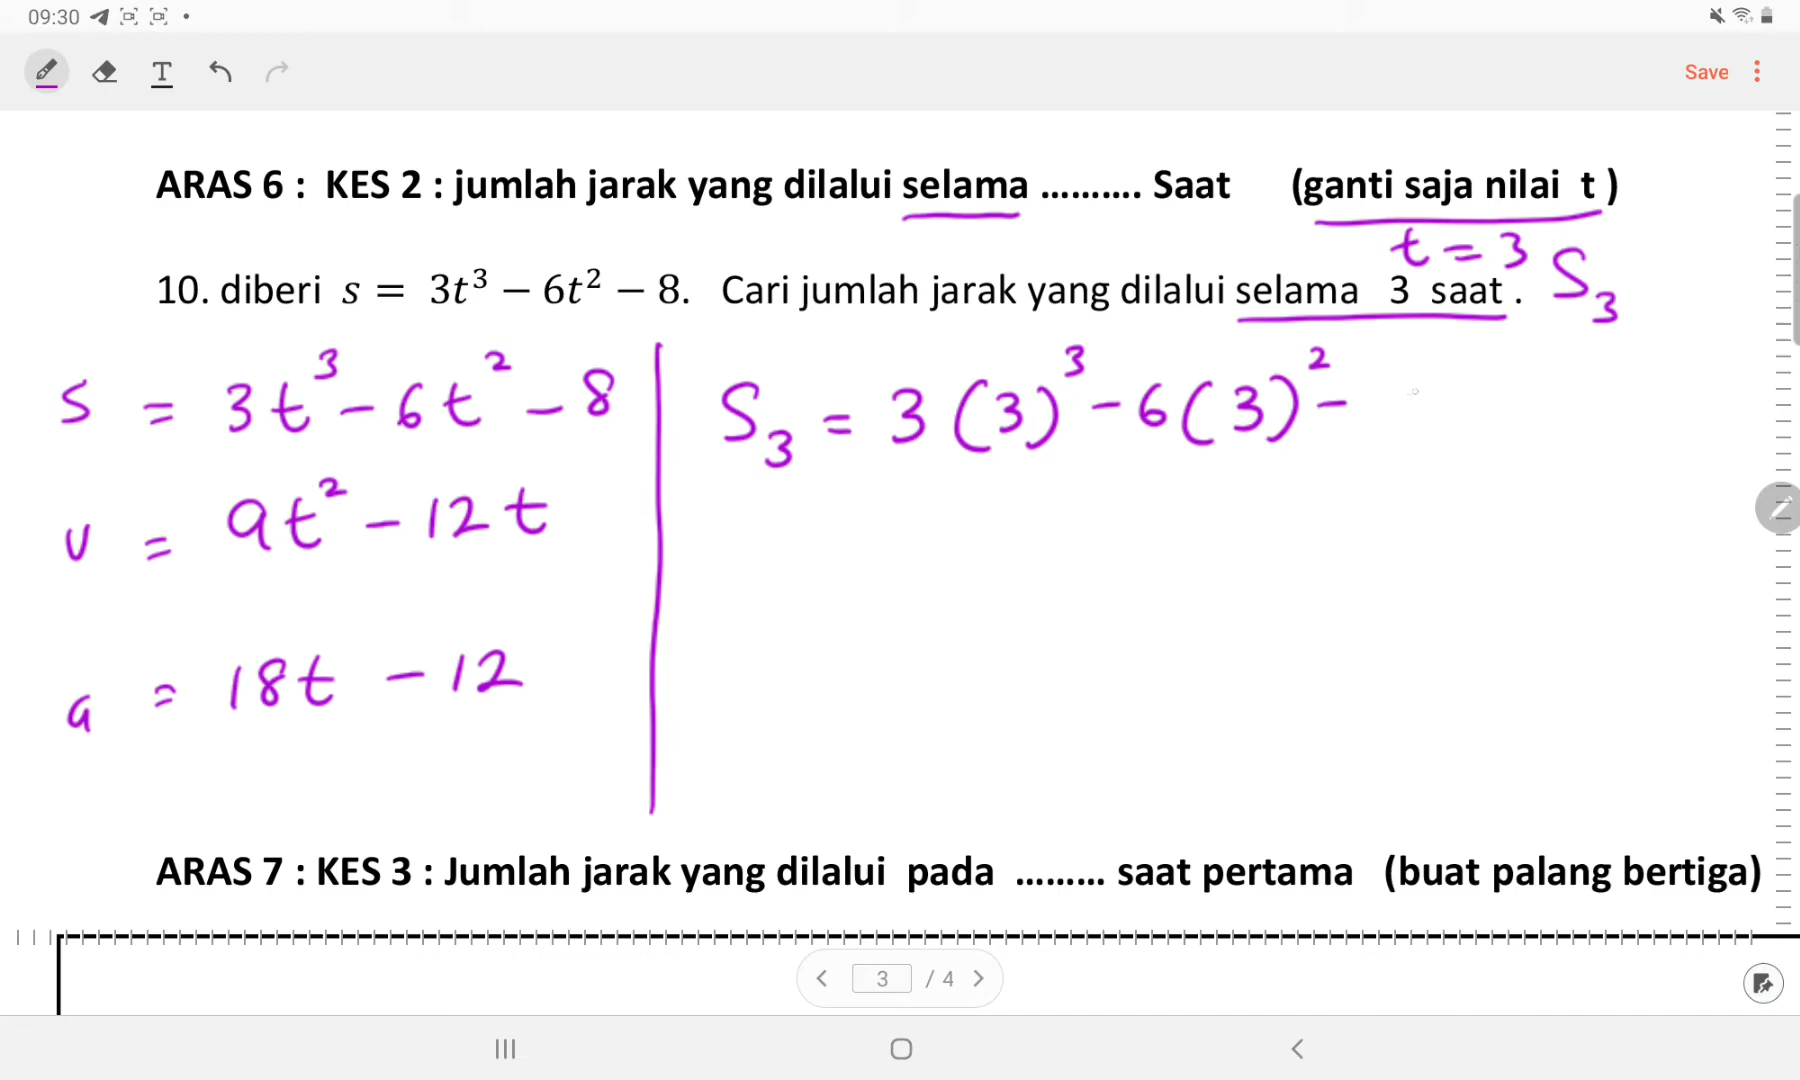 09:30
T Save
ARAS 6 : KES 2 : jumlah jarak yang dilalui selama .......... Saat (ganti saja nilai t )
t = 3
10. diberi s = 3t³ − 6t² − 8. Cari jumlah jarak yang dilalui selama 3 saat . S₃
s = 3t³ − 6t² − 8
S₃ = 3(3)³ − 6(3)² −
v = 9t² − 12t
a = 18t − 12
ARAS 7 : KES 3 : Jumlah jarak yang dilalui pada ......... saat pertama (buat palang bertiga)
3 / 4